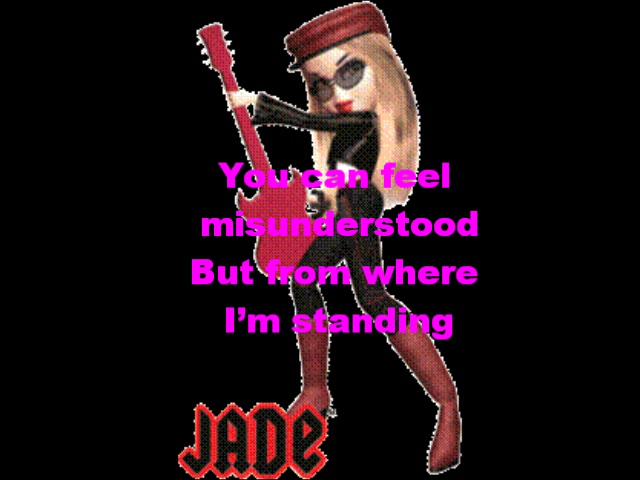 You can feel
misunderstood
But from where
I'm standing
JADE